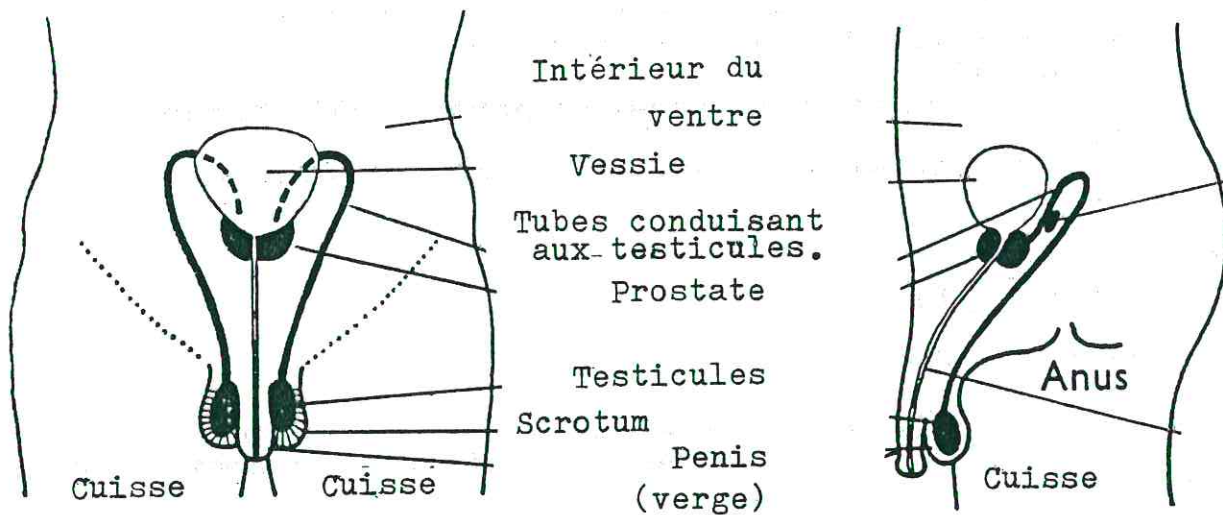 Intérieur du
ventre
Vessie
Tubes conduisant
aux testicules.
Prostate
Testicules
Scrotum
Penis
(verge)
Cuisse
Cuisse
Anus
Cuisse